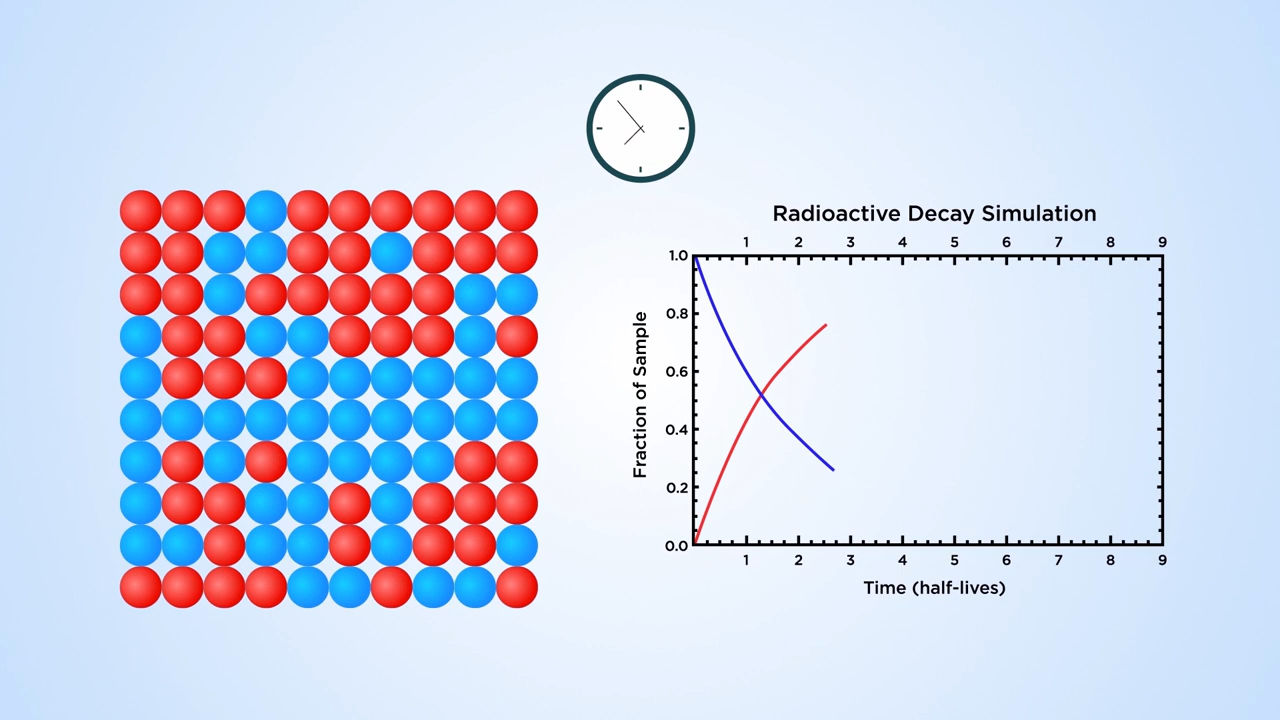 Radioactive Decay Simulation
1 2 3 4 5 6 7 8 9
1.0
0.8
0.6
0.4
0.2
0.0
Fraction of Sample
1 2 3 4 5 6 7 8 9
Time (half-lives)